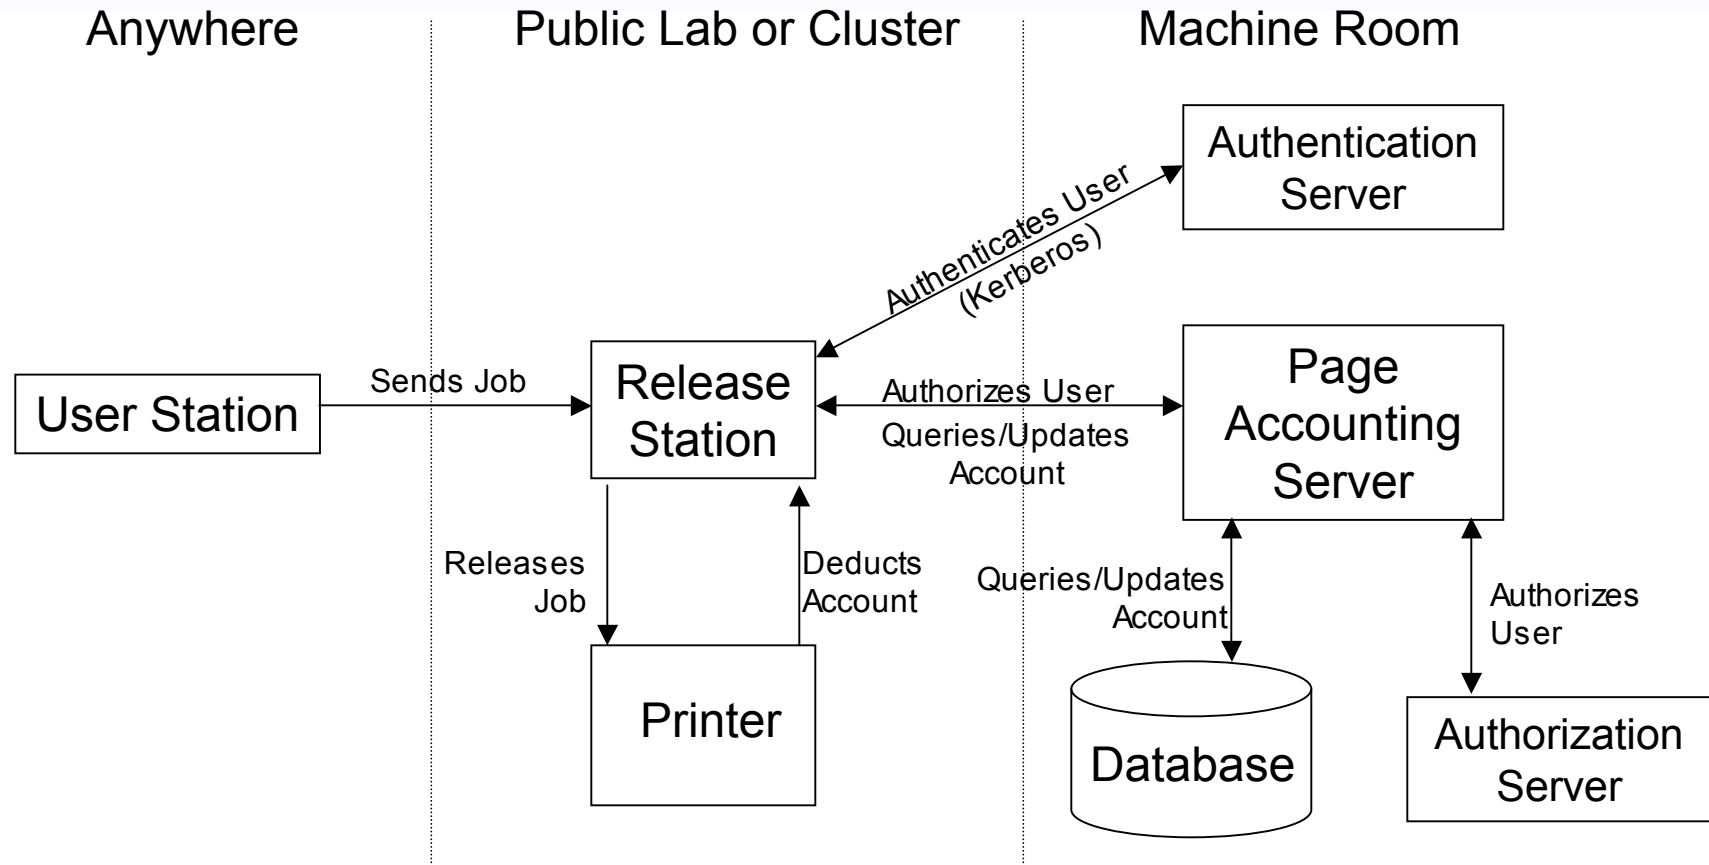 Anywhere
Public Lab or Cluster
Machine Room
Authentication
Server
Authenticates User
(Kerberos)
User Station
Sends Job
Release
Station
Authorizes User
Queries/Updates
Account
Page
Accounting
Server
Releases
Job
Deducts
Account
Queries/Updates
Account
Authorizes
User
Printer
Database
Authorization
Server